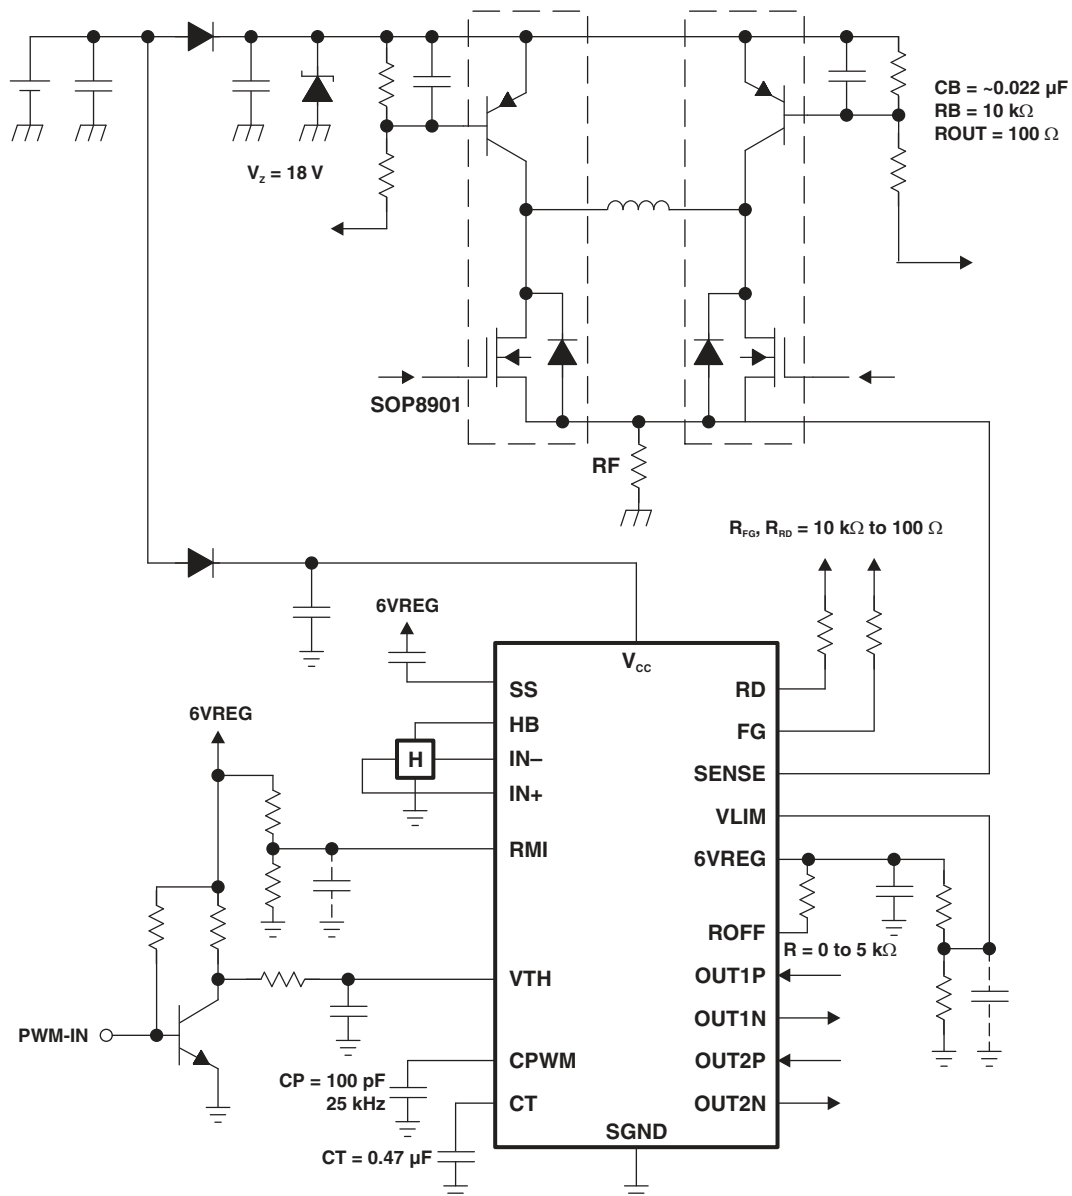 CB = ~0.022 µF
RB = 10 kΩ
ROUT = 100 Ω
VZ = 18 V
SOP8901
RF
RFG, RRD = 10 kΩ to 100 Ω
6VREG
VCC
SS
RD
6VREG
HB
FG
H
IN–
SENSE
IN+
VLIM
RMI
6VREG
ROFF
R = 0 to 5 kΩ
VTH
OUT1P
OUT1N
PWM-IN
CPWM
OUT2P
CP = 100 pF
25 kHz
CT
OUT2N
SGND
CT = 0.47 µF